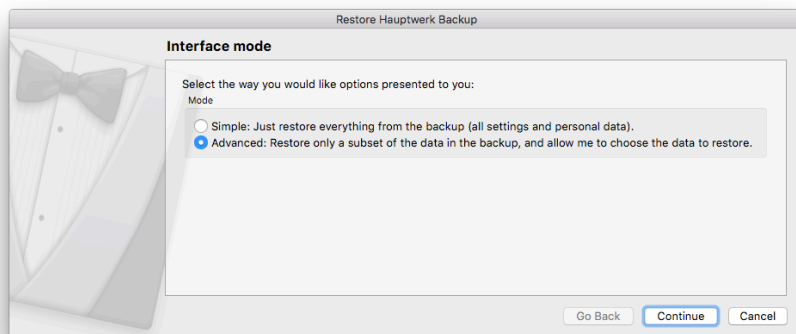 Restore Hauptwerk Backup
Interface mode
Select the way you would like options presented to you:
Mode
Simple: Just restore everything from the backup (all settings and personal data).
Advanced: Restore only a subset of the data in the backup, and allow me to choose the data to restore.
Go Back Continue Cancel